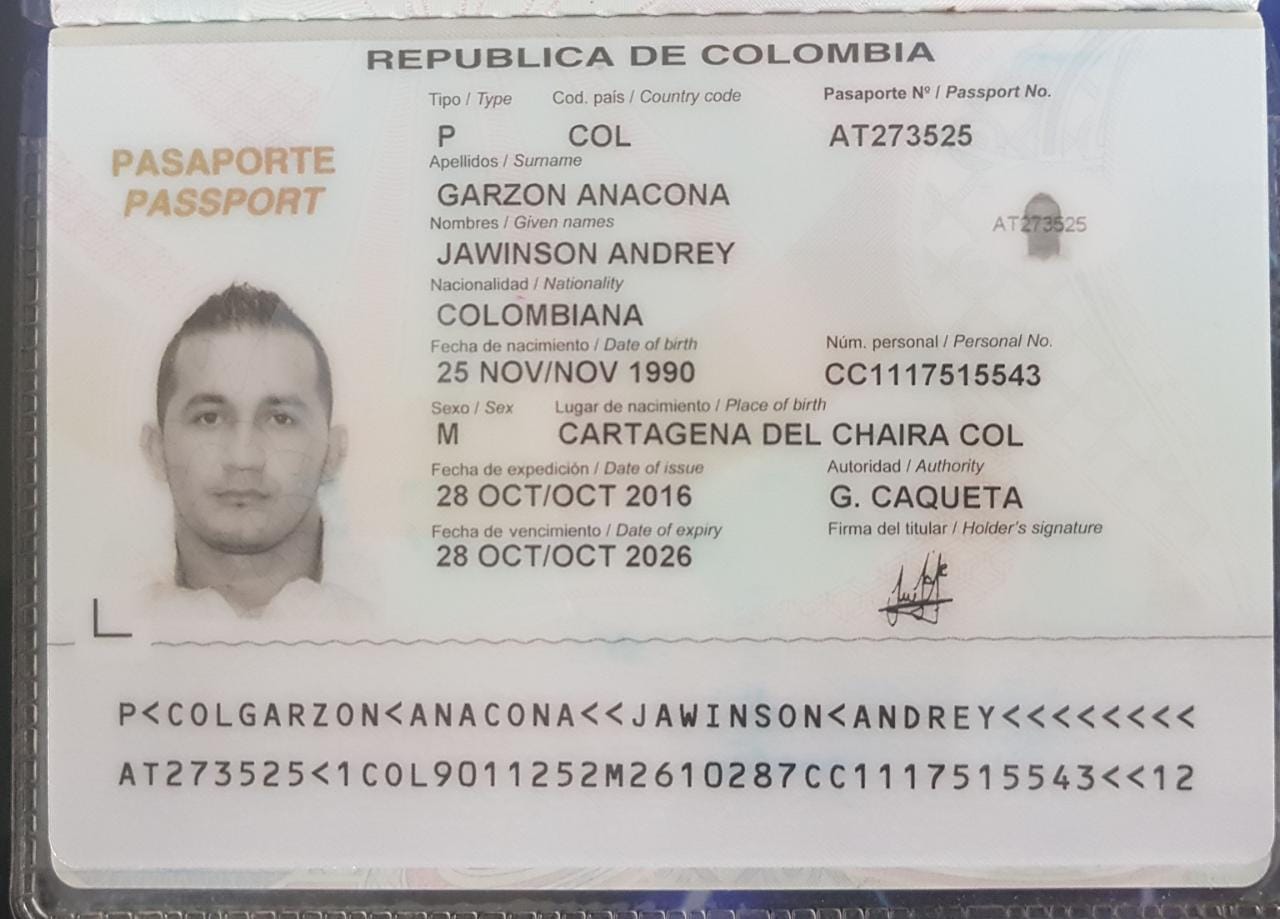 REPUBLICA DE COLOMBIA
Tipo / Type Cod. país / Country code Pasaporte Nº / Passport No.
P COL AT273525
PASAPORTE
PASSPORT
Apellidos / Surname
GARZON ANACONA
Nombres / Given names
AT273525
JAWINSON ANDREY
Nacionalidad / Nationality
COLOMBIANA
Fecha de nacimiento / Date of birth Núm. personal / Personal No.
25 NOV/NOV 1990 CC1117515543
Sexo / Sex Lugar de nacimiento / Place of birth
M CARTAGENA DEL CHAIRA COL
Fecha de expedición / Date of issue Autoridad / Authority
28 OCT/OCT 2016 G. CAQUETA
Fecha de vencimiento / Date of expiry Firma del titular / Holder's signature
28 OCT/OCT 2026
P<COLGARZON<ANACONA<<JAWINSON<ANDREY<<<<<<<<
AT273525<1COL9011252M2610287CC1117515543<<12